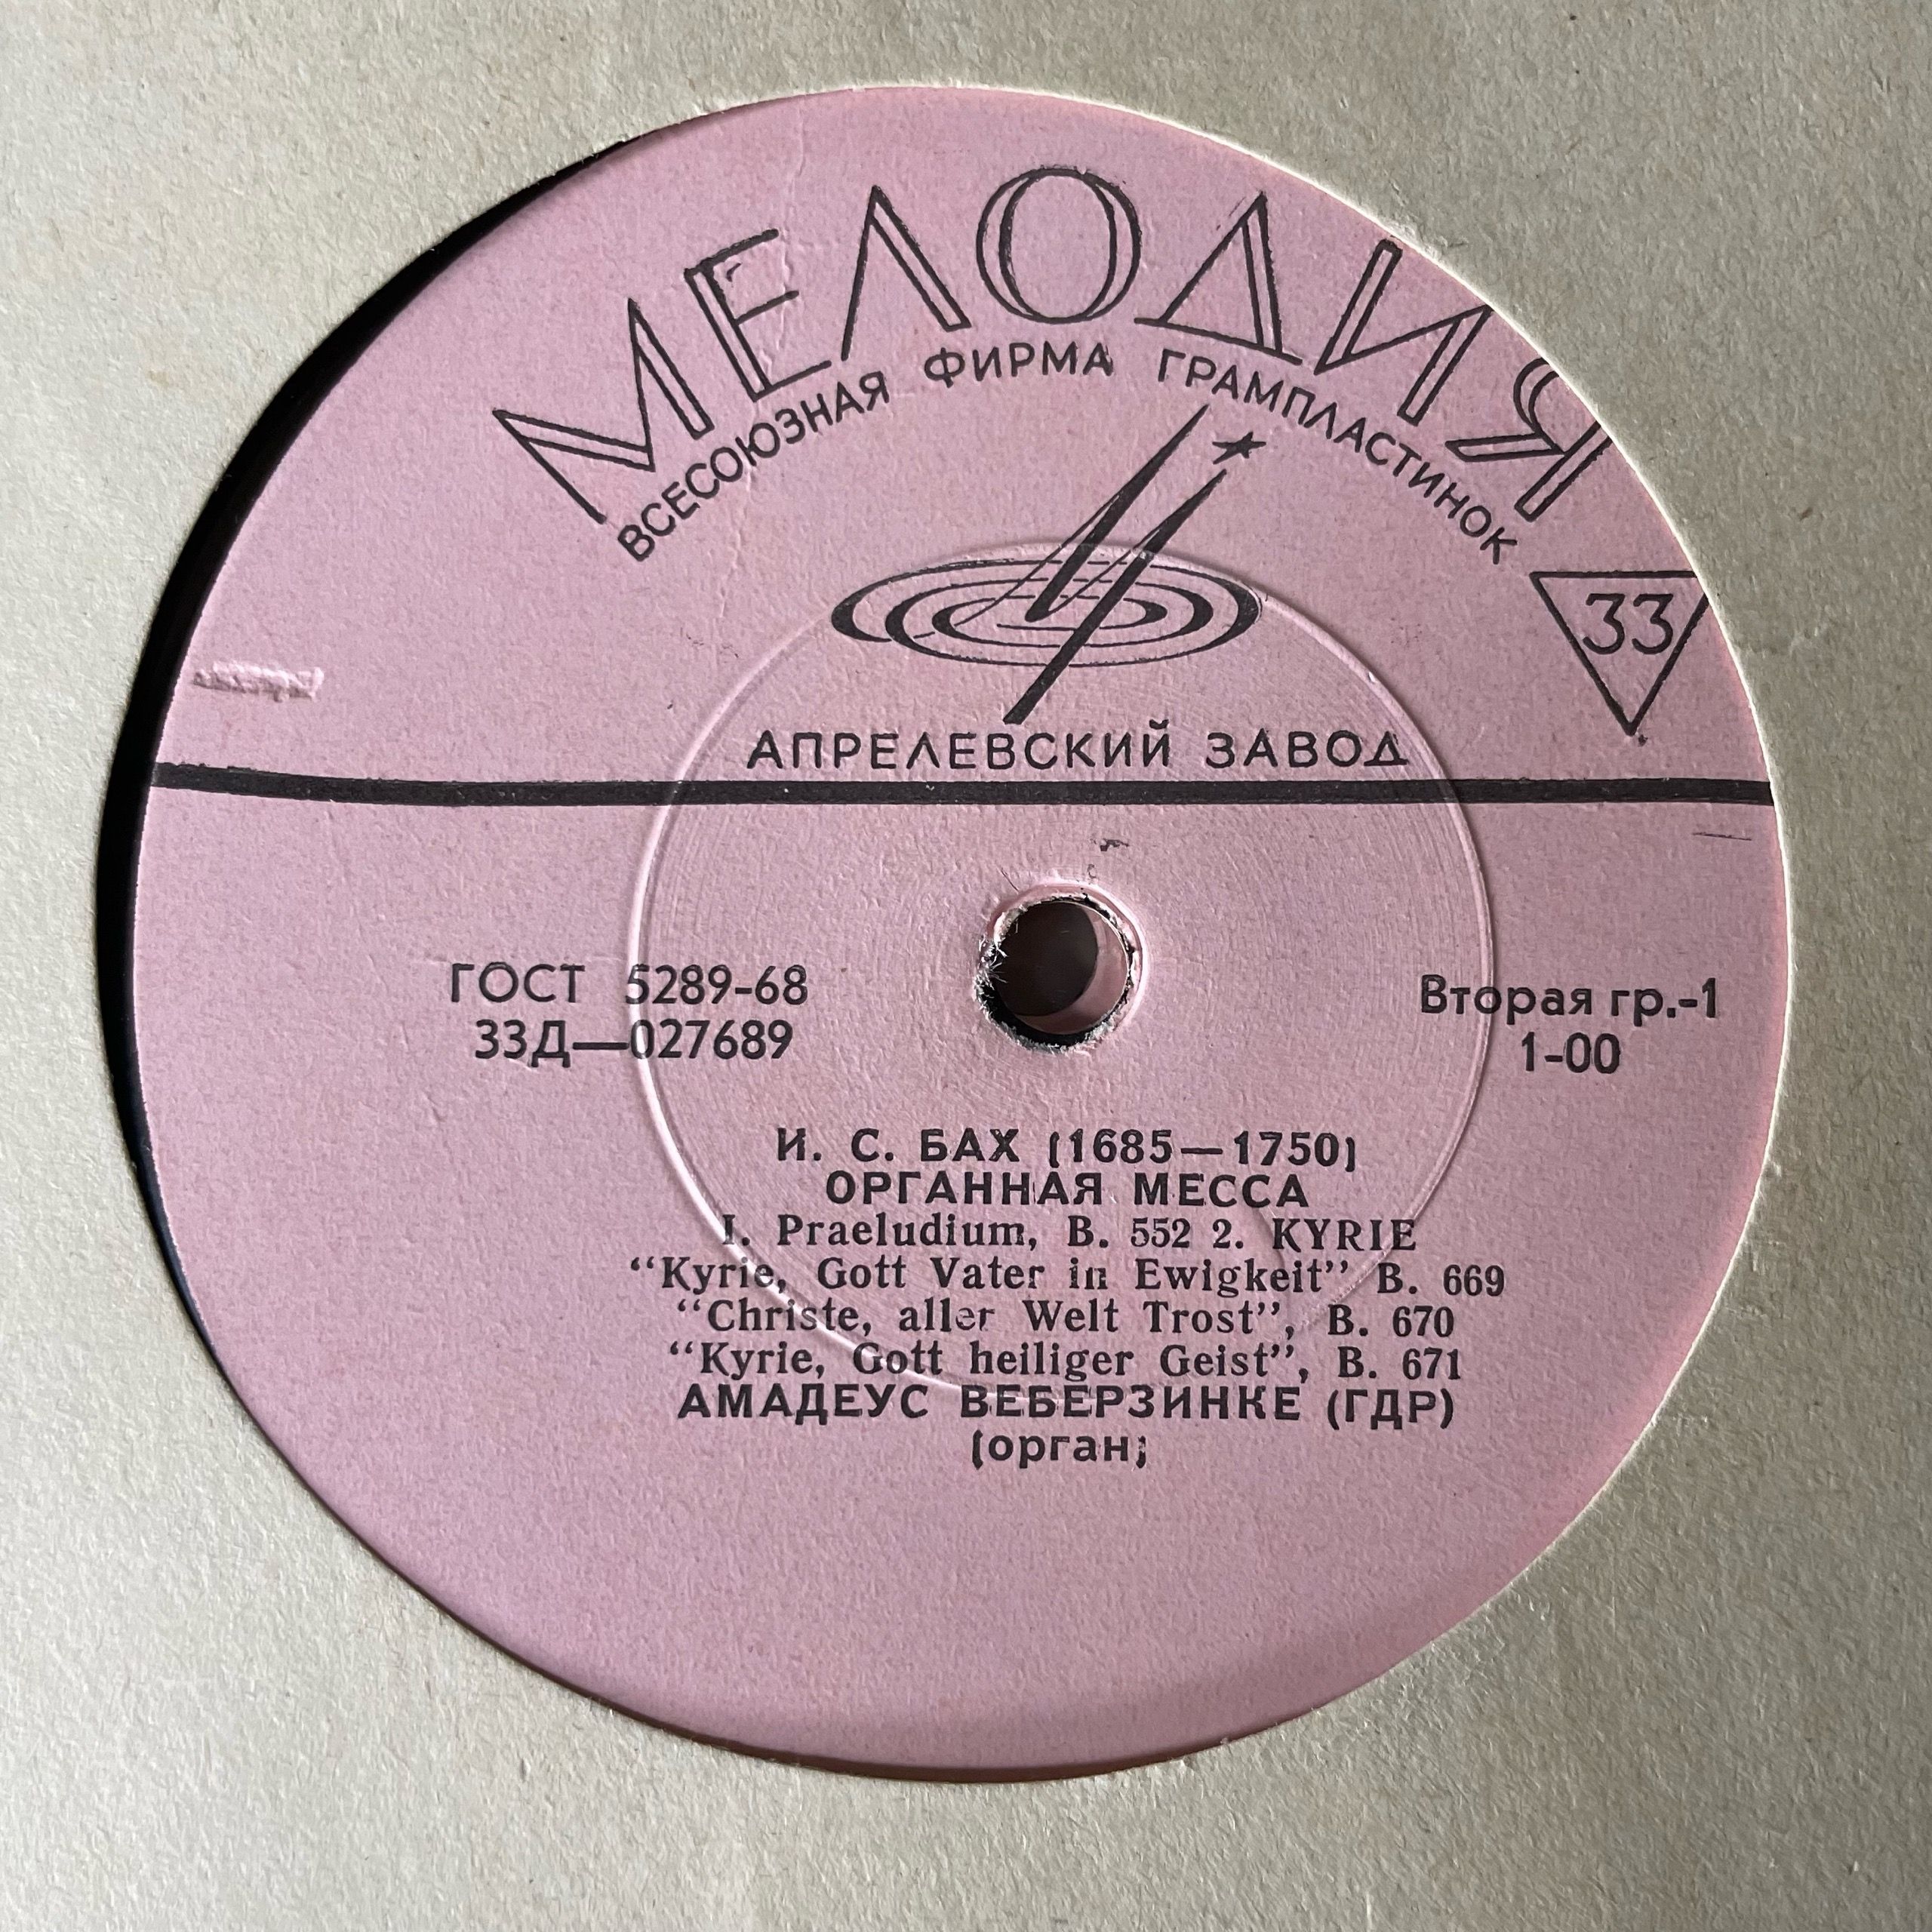 МЕЛОДИЯ
ВСЕСОЮЗНАЯ ФИРМА ГРАМПЛАСТИНОК
33
АПРЕЛЕВСКИЙ ЗАВОД
ГОСТ 5289-68
33Д—027689
Вторая гр.-1
1-00
И. С. БАХ (1685—1750)
ОРГАННАЯ МЕССА
I. Praeludium, B. 552 2. KYRIE
“Kyrie, Gott Vater in Ewigkeit” B. 669
“Christe, aller Welt Trost”, B. 670
“Kyrie, Gott heiliger Geist”, B. 671
АМАДЕУС ВЕБЕРЗИНКЕ (ГДР)
(орган)